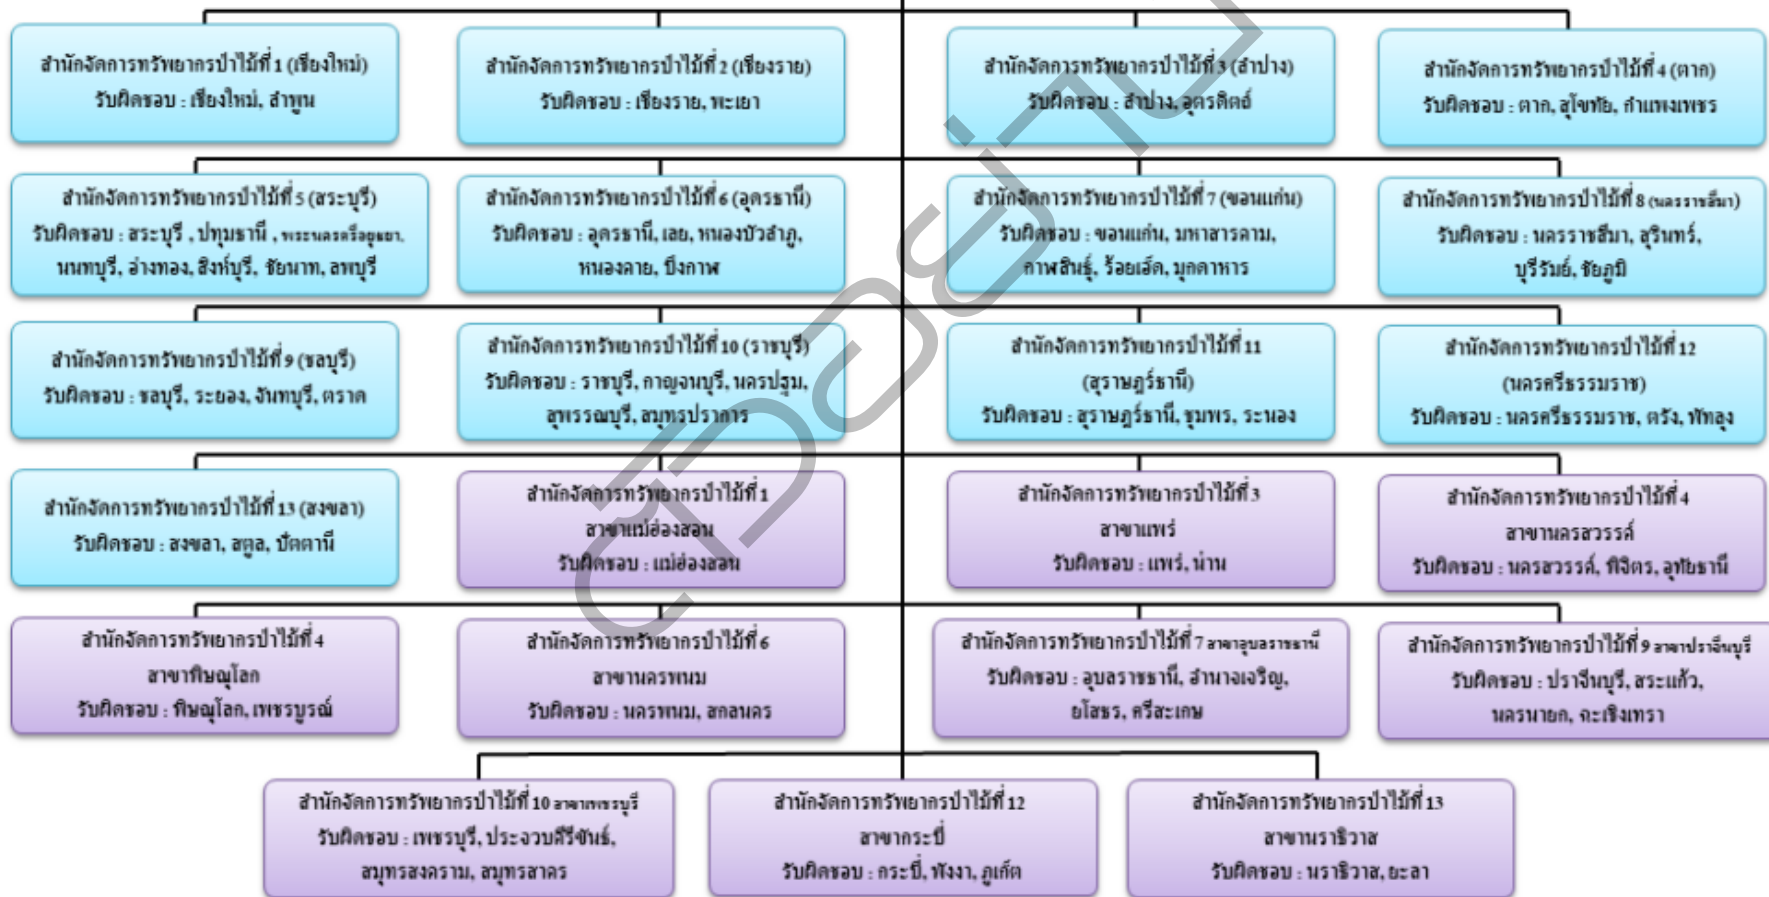 สำนักจัดการทรัพยากรป่าไม้ที่ 1 (เชียงใหม่)
รับผิดชอบ : เชียงใหม่, ลำพูน
สำนักจัดการทรัพยากรป่าไม้ที่ 2 (เชียงราย)
รับผิดชอบ : เชียงราย, พะเยา
สำนักจัดการทรัพยากรป่าไม้ที่ 3 (ลำปาง)
รับผิดชอบ : ลำปาง, อุตรดิตถ์
สำนักจัดการทรัพยากรป่าไม้ที่ 4 (ตาก)
รับผิดชอบ : ตาก, สุโขทัย, กำแพงเพชร
สำนักจัดการทรัพยากรป่าไม้ที่ 5 (สระบุรี)
รับผิดชอบ : สระบุรี , ปทุมธานี , พระนครศรีอยุธยา,
นนทบุรี, อ่างทอง, สิงห์บุรี, ชัยนาท, ลพบุรี
สำนักจัดการทรัพยากรป่าไม้ที่ 6 (อุดรธานี)
รับผิดชอบ : อุดรธานี, เลย, หนองบัวลำภู,
หนองคาย, บึงกาฬ
สำนักจัดการทรัพยากรป่าไม้ที่ 7 (ขอนแก่น)
รับผิดชอบ : ขอนแก่น, มหาสารคาม,
กาฬสินธุ์, ร้อยเอ็ด, มุกดาหาร
สำนักจัดการทรัพยากรป่าไม้ที่ 8 (นครราชสีมา)
รับผิดชอบ : นครราชสีมา, สุรินทร์,
บุรีรัมย์, ชัยภูมิ
สำนักจัดการทรัพยากรป่าไม้ที่ 9 (ชลบุรี)
รับผิดชอบ : ชลบุรี, ระยอง, จันทบุรี, ตราด
สำนักจัดการทรัพยากรป่าไม้ที่ 10 (ราชบุรี)
รับผิดชอบ : ราชบุรี, กาญจนบุรี, นครปฐม,
สุพรรณบุรี, สมุทรปราการ
สำนักจัดการทรัพยากรป่าไม้ที่ 11
(สุราษฎร์ธานี)
รับผิดชอบ : สุราษฎร์ธานี, ชุมพร, ระนอง
สำนักจัดการทรัพยากรป่าไม้ที่ 12
(นครศรีธรรมราช)
รับผิดชอบ : นครศรีธรรมราช, ตรัง, พัทลุง
สำนักจัดการทรัพยากรป่าไม้ที่ 13 (สงขลา)
รับผิดชอบ : สงขลา, สตูล, ปัตตานี
สำนักจัดการทรัพยากรป่าไม้ที่ 1
สาขาแม่ฮ่องสอน
รับผิดชอบ : แม่ฮ่องสอน
สำนักจัดการทรัพยากรป่าไม้ที่ 3
สาขาแพร่
รับผิดชอบ : แพร่, น่าน
สำนักจัดการทรัพยากรป่าไม้ที่ 4
สาขานครสวรรค์
รับผิดชอบ : นครสวรรค์, พิจิตร, อุทัยธานี
สำนักจัดการทรัพยากรป่าไม้ที่ 4
สาขาพิษณุโลก
รับผิดชอบ : พิษณุโลก, เพชรบูรณ์
สำนักจัดการทรัพยากรป่าไม้ที่ 6
สาขานครพนม
รับผิดชอบ : นครพนม, สกลนคร
สำนักจัดการทรัพยากรป่าไม้ที่ 7 สาขาอุบลราชธานี
รับผิดชอบ : อุบลราชธานี, อำนาจเจริญ,
ยโสธร, ศรีสะเกษ
สำนักจัดการทรัพยากรป่าไม้ที่ 9 สาขาปราจีนบุรี
รับผิดชอบ : ปราจีนบุรี, สระแก้ว,
นครนายก, ฉะเชิงเทรา
สำนักจัดการทรัพยากรป่าไม้ที่ 10 สาขาเพชรบุรี
รับผิดชอบ : เพชรบุรี, ประจวบคีรีขันธ์,
สมุทรสงคราม, สมุทรสาคร
สำนักจัดการทรัพยากรป่าไม้ที่ 12
สาขากระบี่
รับผิดชอบ : กระบี่, พังงา, ภูเก็ต
สำนักจัดการทรัพยากรป่าไม้ที่ 13
สาขานราธิวาส
รับผิดชอบ : นราธิวาส, ยะลา
ตัวอย่าง